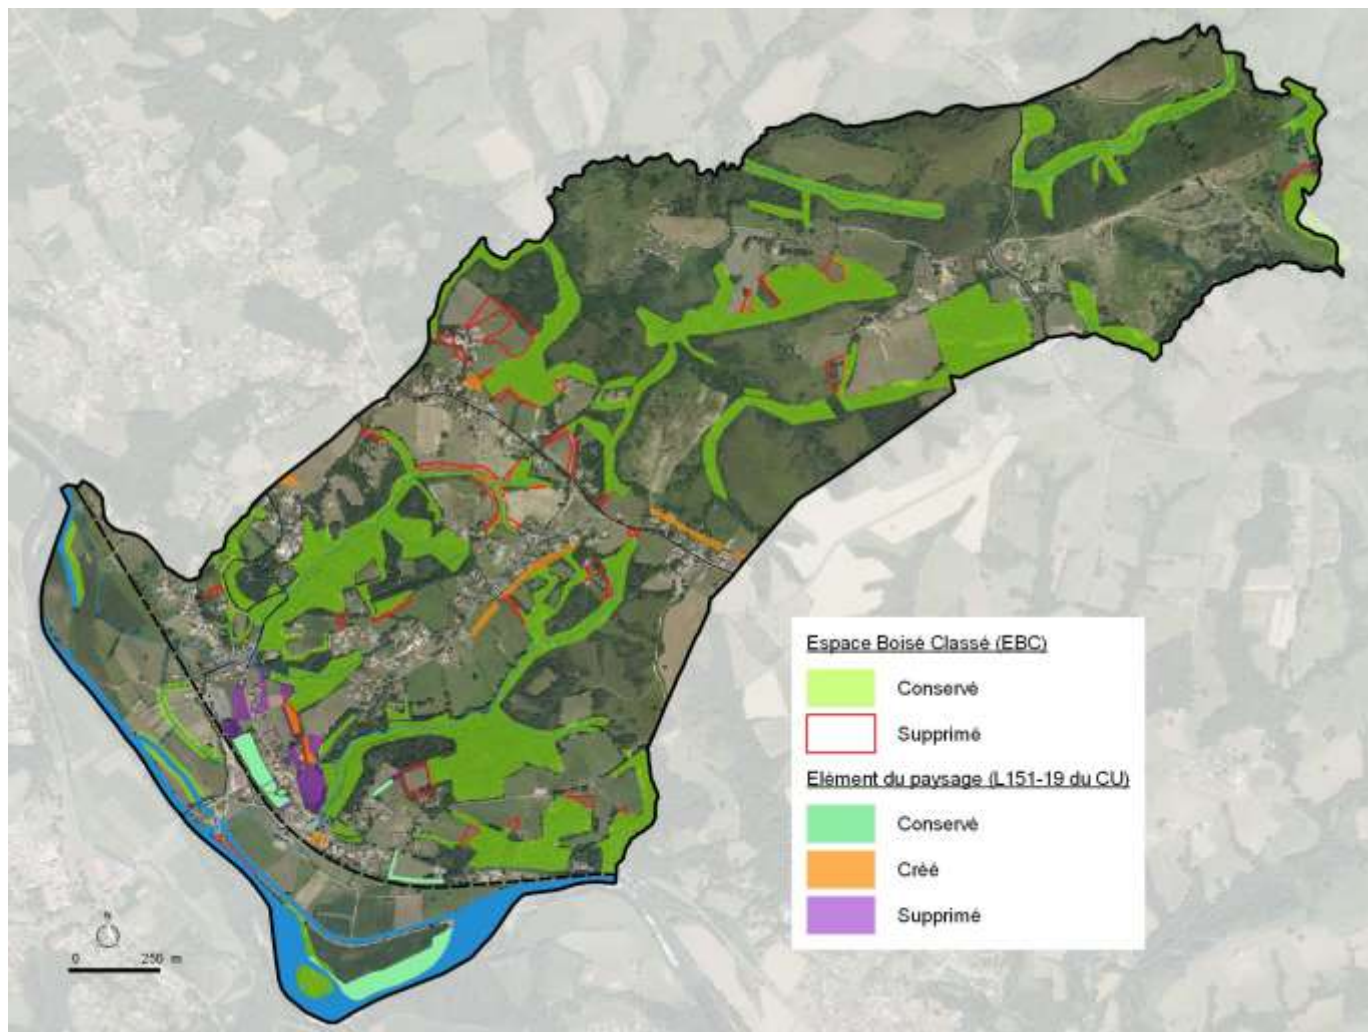 Espace Boisé Classé (EBC)
Conservé
Supprimé
Elément du paysage (L151-19 du CU)
Conservé
Créé
Supprimé
N
0 250 m